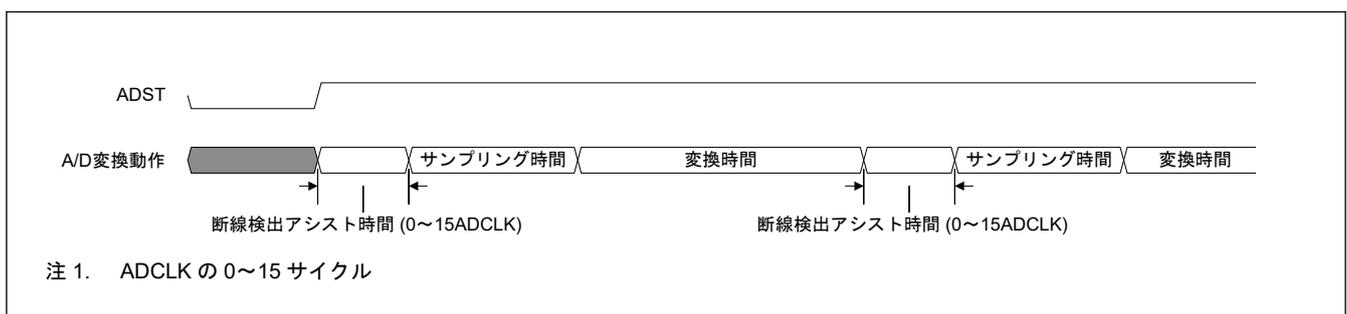 ADST
A/D変換動作
サンプリング時間
変換時間
サンプリング時間
変換時間
断線検出アシスト時間 (0～15ADCLK)
断線検出アシスト時間 (0～15ADCLK)
注 1. ADCLK の 0～15 サイクル